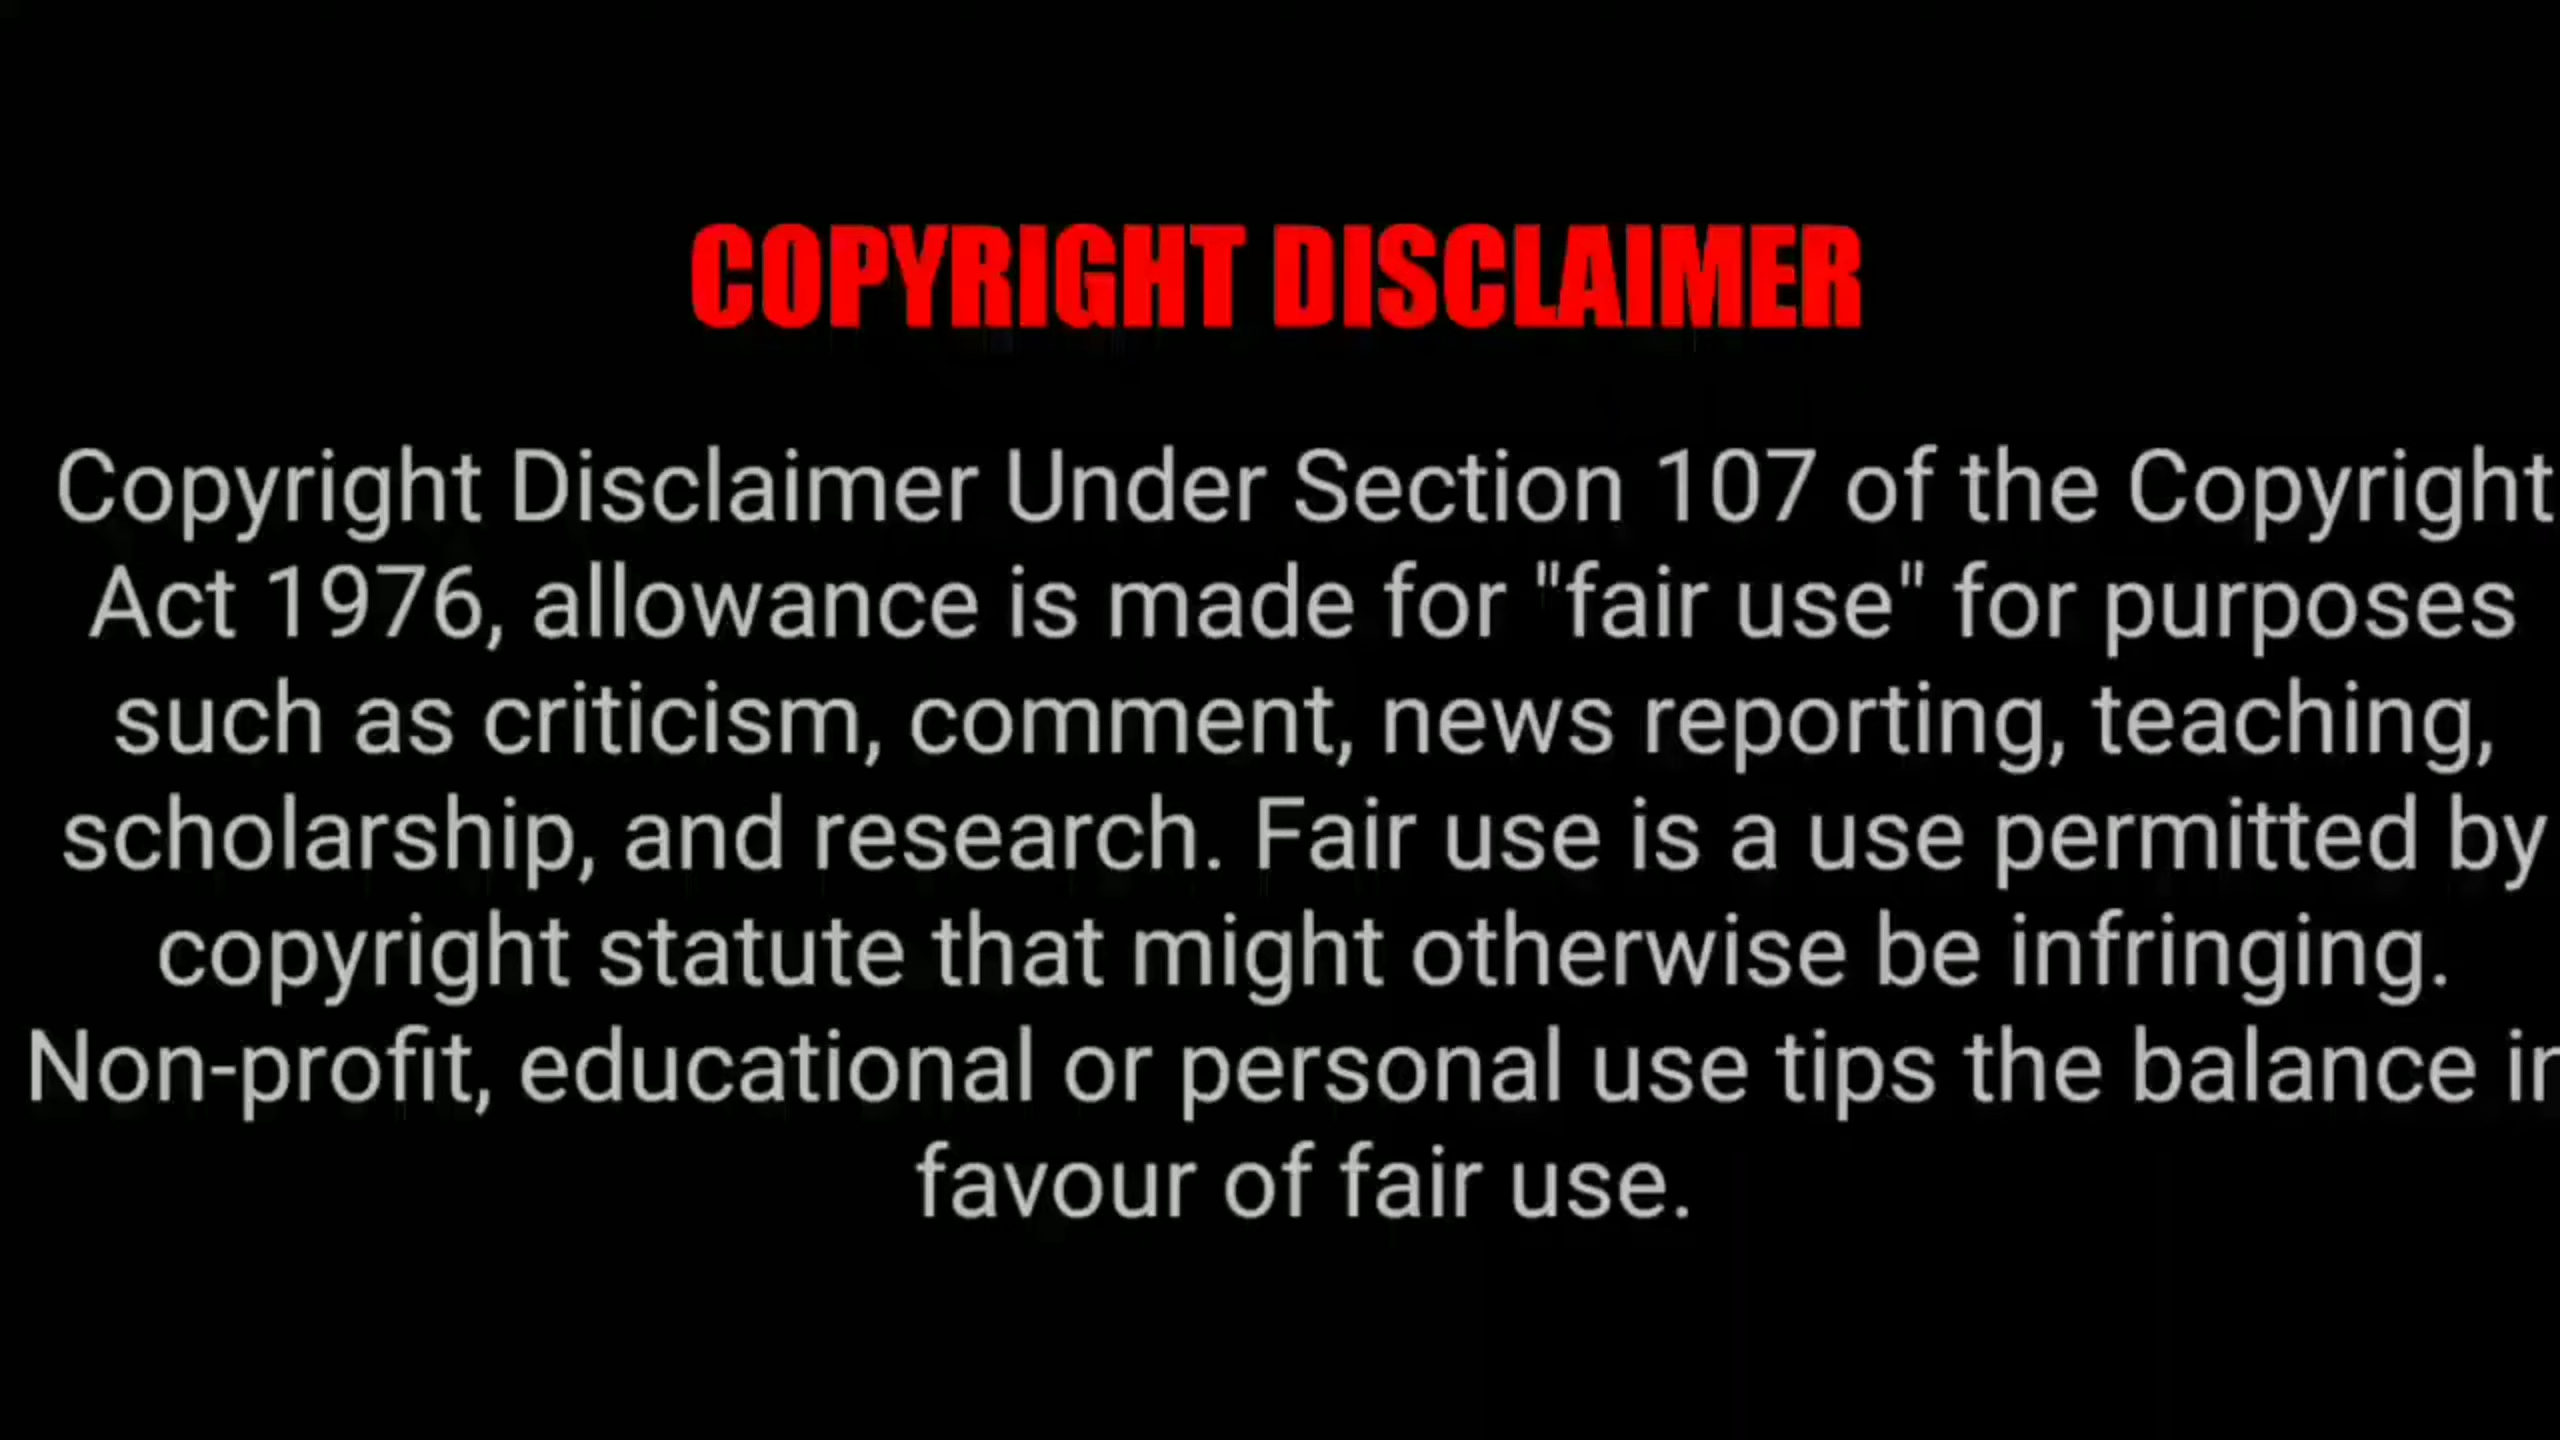 COPYRIGHT DISCLAIMER
Copyright Disclaimer Under Section 107 of the Copyright
Act 1976, allowance is made for "fair use" for purposes
such as criticism, comment, news reporting, teaching,
scholarship, and research. Fair use is a use permitted by
copyright statute that might otherwise be infringing.
Non-profit, educational or personal use tips the balance in
favour of fair use.